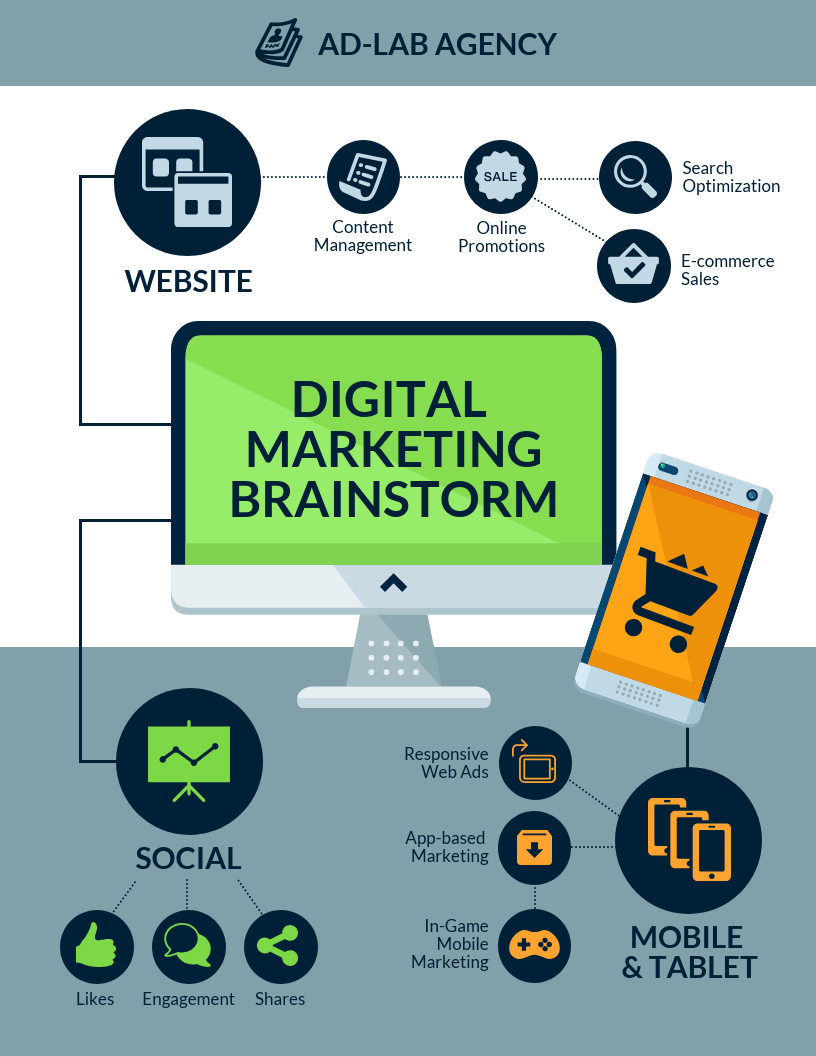 AD-LAB AGENCY
SALE
Search
Optimization
Content
Management
Online
Promotions
E-commerce
Sales
WEBSITE
DIGITAL
MARKETING
BRAINSTORM
Responsive
Web Ads
App-based
Marketing
In-Game
Mobile
Marketing
MOBILE
& TABLET
SOCIAL
Likes
Engagement
Shares